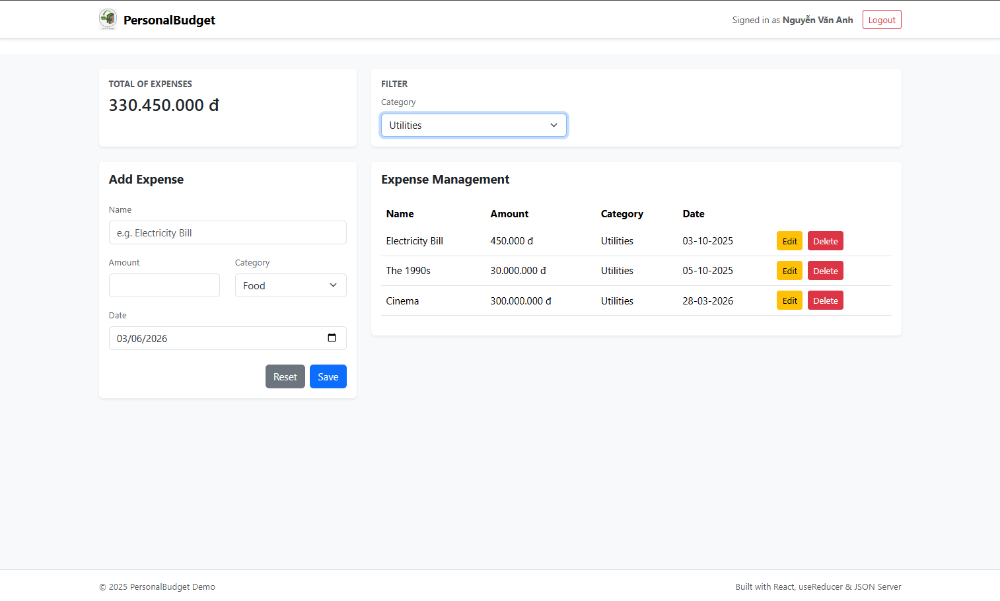 PersonalBudget
Signed in as Nguyễn Văn Anh
Logout
TOTAL OF EXPENSES
330.450.000 đ
FILTER
Category
Utilities
Add Expense
Name
e.g. Electricity Bill
Amount
Category
Food
Date
03/06/2026
Reset
Save
Expense Management
Name Amount Category Date
Electricity Bill 450.000 đ Utilities 03-10-2025 Edit Delete
The 1990s 30.000.000 đ Utilities 05-10-2025 Edit Delete
Cinema 300.000.000 đ Utilities 28-03-2026 Edit Delete
© 2025 PersonalBudget Demo
Built with React, useReducer & JSON Server